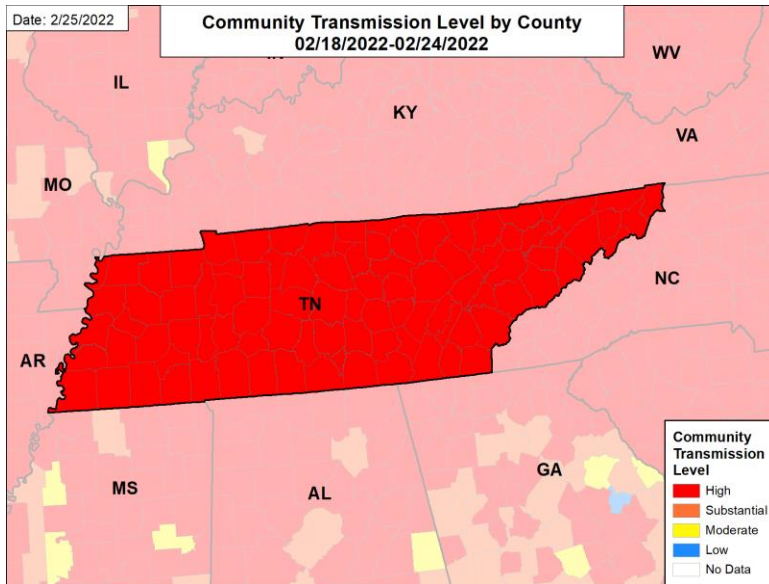 Date: 2/25/2022
Community Transmission Level by County
02/18/2022-02/24/2022
WV
IL
KY
VA
MO
TN
NC
AR
GA
MS
AL
Community
Transmission
Level
High
Substantial
Moderate
Low
No Data